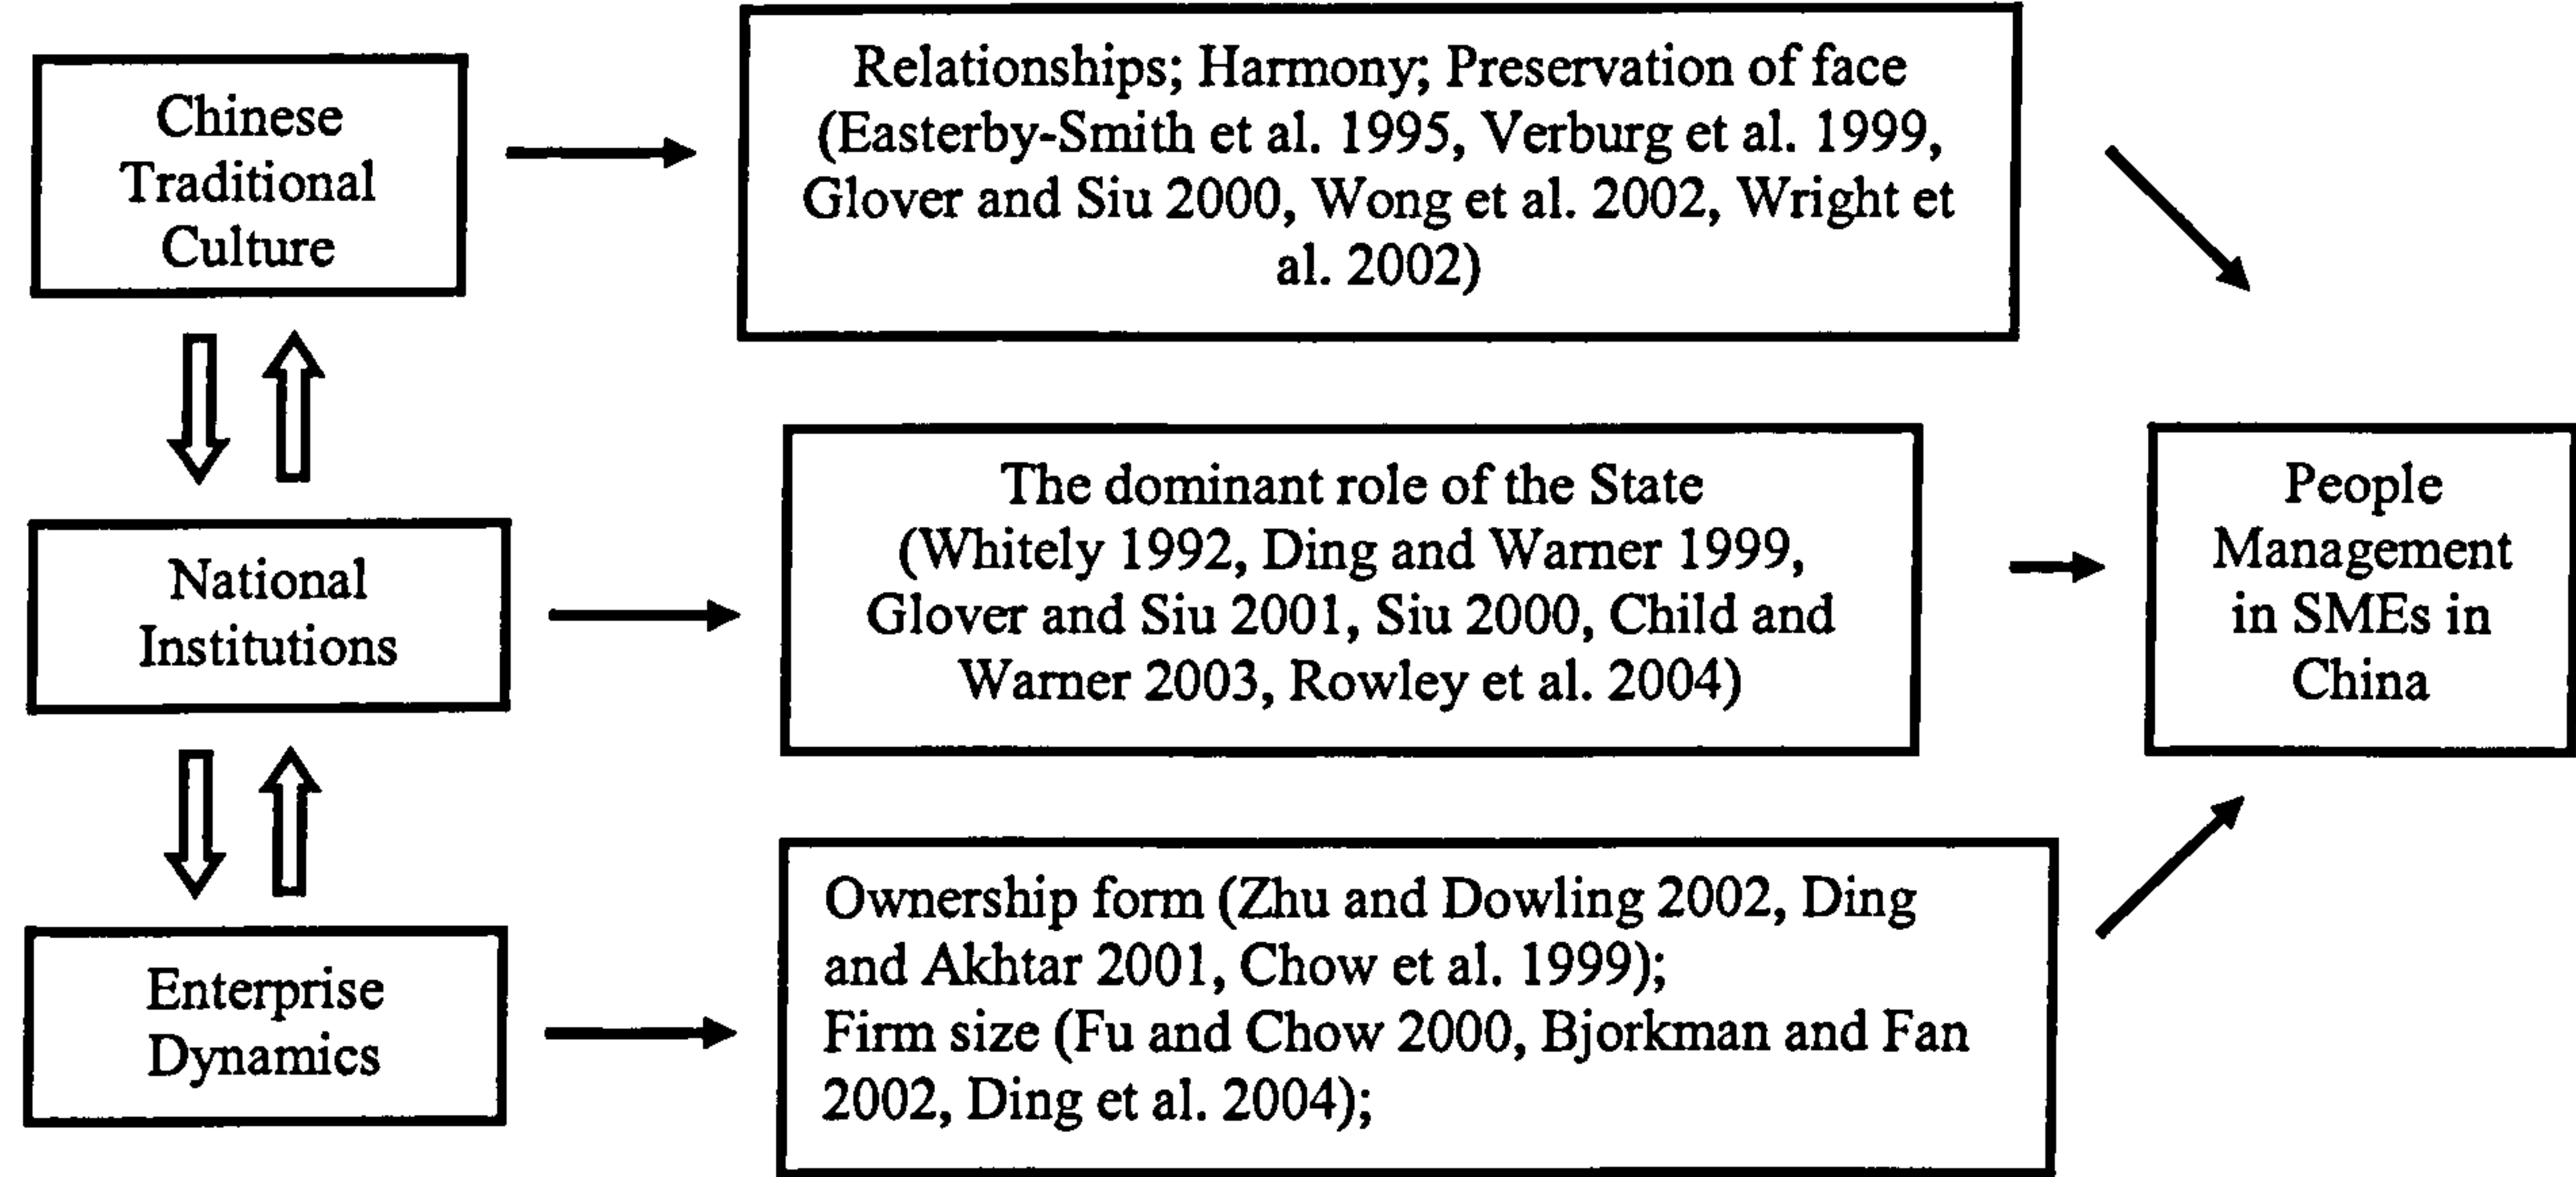 Chinese
Traditional
Culture
Relationships; Harmony; Preservation of face
(Easterby-Smith et al. 1995, Verburg et al. 1999,
Glover and Siu 2000, Wong et al. 2002, Wright et
al. 2002)
National
Institutions
The dominant role of the State
(Whitely 1992, Ding and Warner 1999,
Glover and Siu 2001, Siu 2000, Child and
Warner 2003, Rowley et al. 2004)
People
Management
in SMEs in
China
Enterprise
Dynamics
Ownership form (Zhu and Dowling 2002, Ding
and Akhtar 2001, Chow et al. 1999);
Firm size (Fu and Chow 2000, Bjorkman and Fan
2002, Ding et al. 2004);